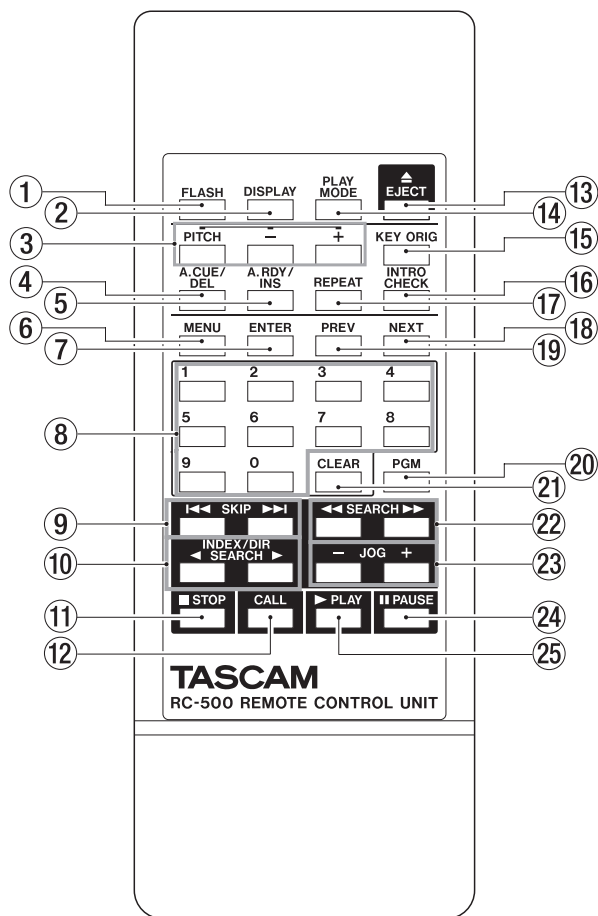 FLASH DISPLAY PLAY MODE ▲ EJECT
PITCH − + KEY ORIG
A.CUE/DEL A.RDY/INS REPEAT INTRO CHECK
MENU ENTER PREV NEXT
1 2 3 4
5 6 7 8
9 0 CLEAR PGM
I◀◀ SKIP ▶▶I ◀◀ SEARCH ▶▶
INDEX/DIR
◀ SEARCH ▶ − JOG +
■ STOP CALL ▶ PLAY II PAUSE
TASCAM
RC-500 REMOTE CONTROL UNIT
1
2
3
4
5
6
7
8
9
10
11
12
13
14
15
16
17
18
19
20
21
22
23
24
25